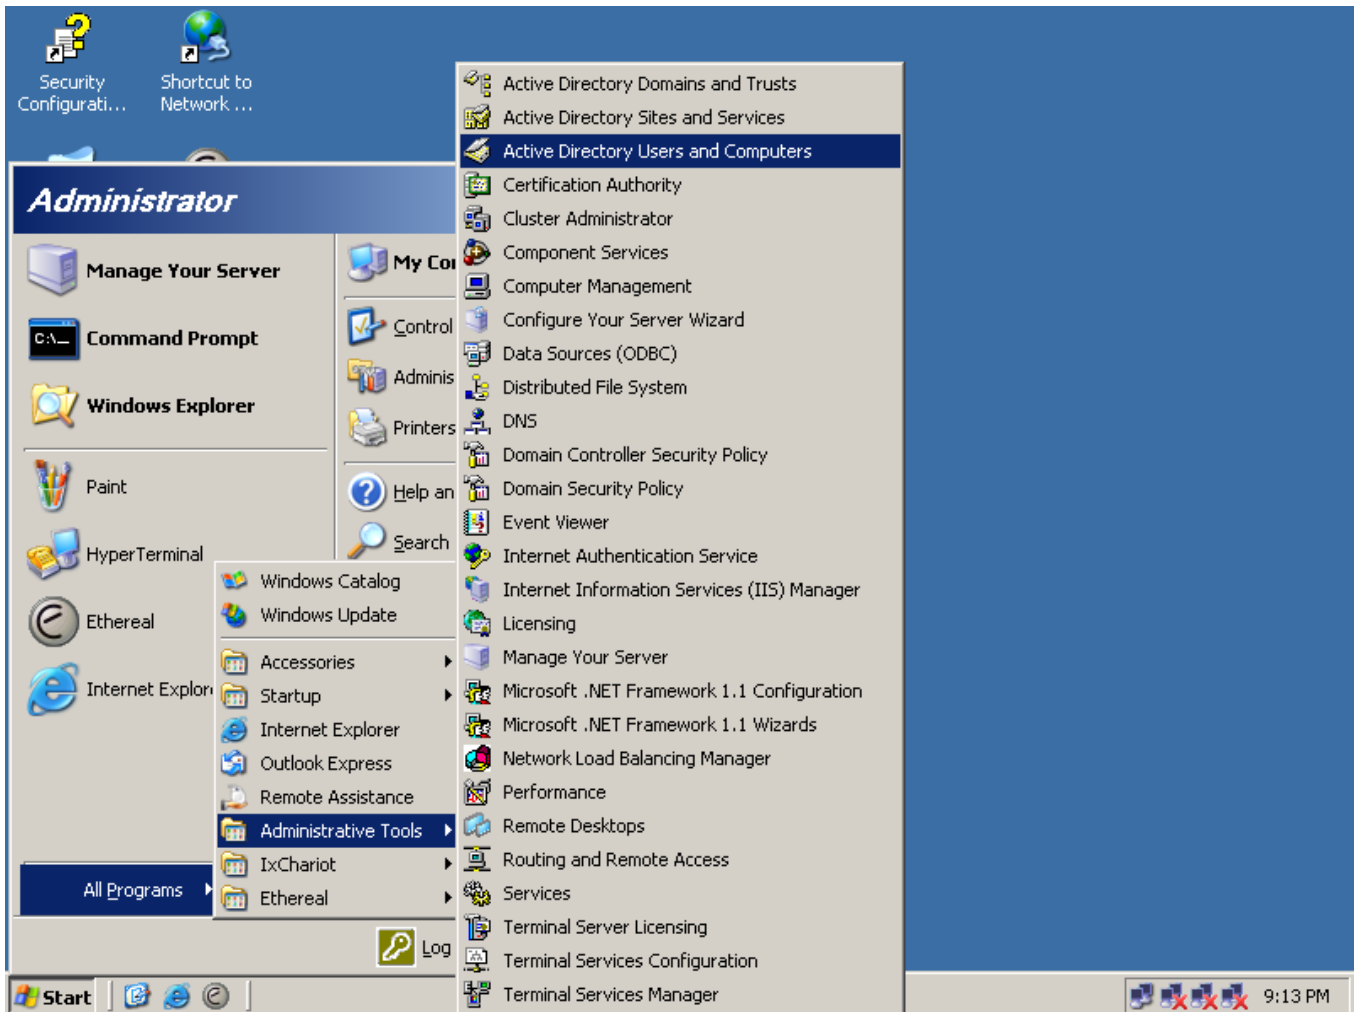 Security
Configurati...
Shortcut to
Network ...
Administrator
Manage Your Server
Command Prompt
Windows Explorer
Paint
HyperTerminal
Ethereal
Internet Explor
All Programs
My Co
Control
Adminis
Printers
Help an
Search
Log
Windows Catalog
Windows Update
Accessories
Startup
Internet Explorer
Outlook Express
Remote Assistance
Administrative Tools
IxChariot
Ethereal
Active Directory Domains and Trusts
Active Directory Sites and Services
Active Directory Users and Computers
Certification Authority
Cluster Administrator
Component Services
Computer Management
Configure Your Server Wizard
Data Sources (ODBC)
Distributed File System
DNS
Domain Controller Security Policy
Domain Security Policy
Event Viewer
Internet Authentication Service
Internet Information Services (IIS) Manager
Licensing
Manage Your Server
Microsoft .NET Framework 1.1 Configuration
Microsoft .NET Framework 1.1 Wizards
Network Load Balancing Manager
Performance
Remote Desktops
Routing and Remote Access
Services
Terminal Server Licensing
Terminal Services Configuration
Terminal Services Manager
Start
9:13 PM